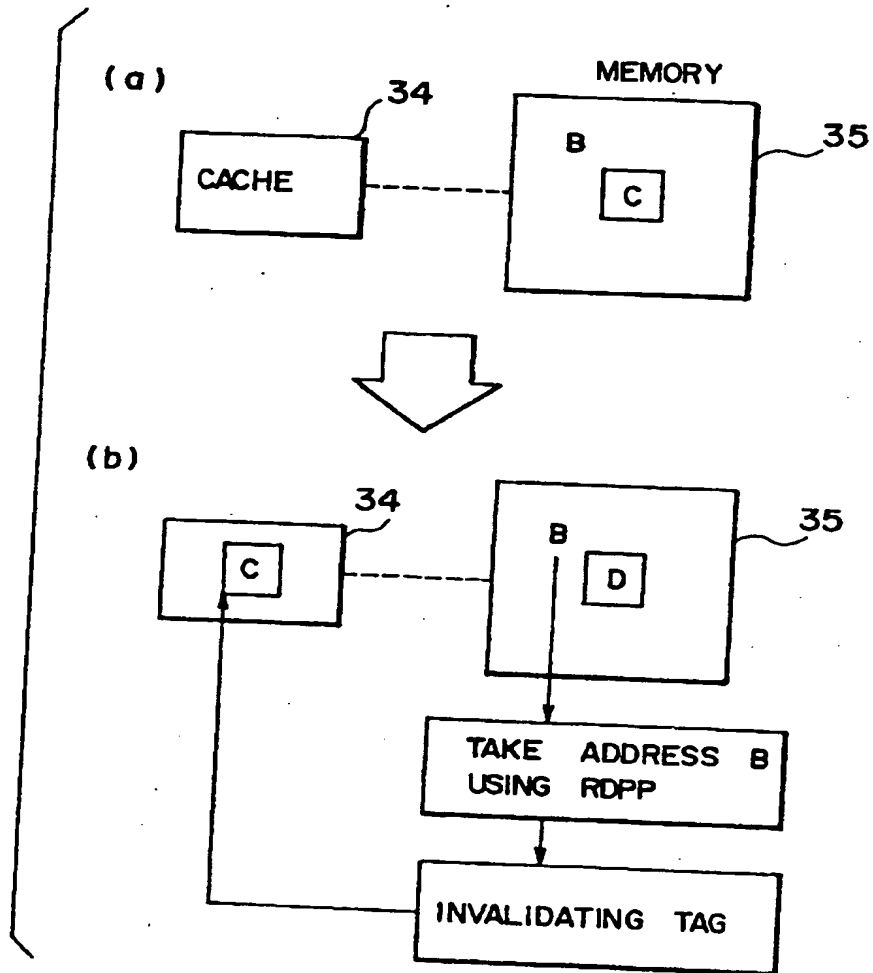 (a)
MEMORY
34
35
B
CACHE
C
(b)
34
35
B
C
D
TAKE ADDRESS B
USING RDPP
INVALIDATING TAG